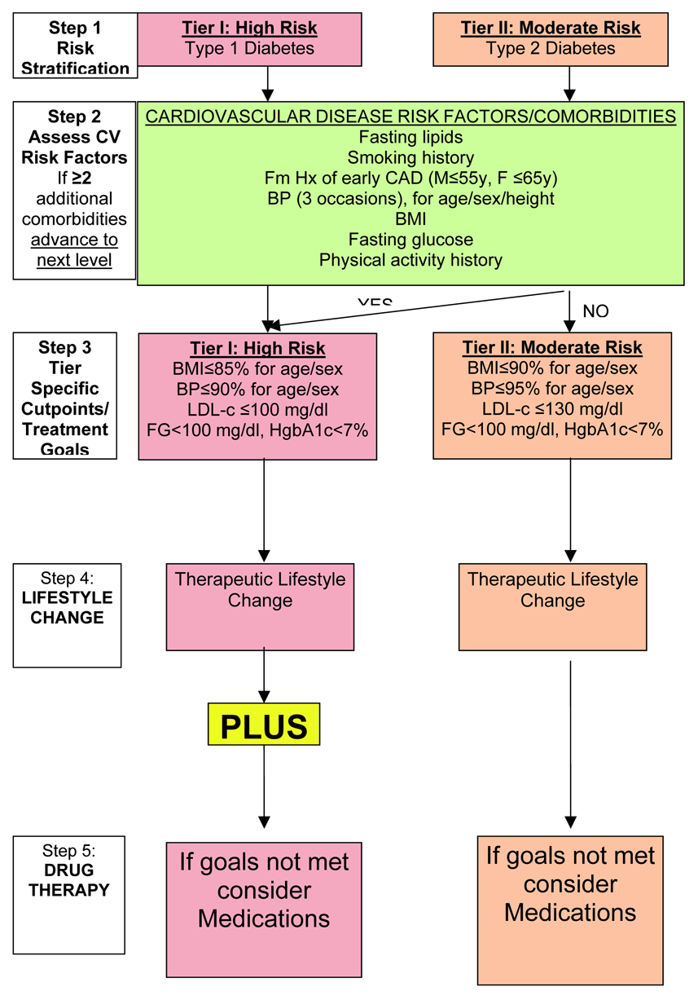 Step 1
Risk
Stratification
Tier I: High Risk
Type 1 Diabetes
Tier II: Moderate Risk
Type 2 Diabetes
Step 2
Assess CV
Risk Factors
If ≥2
additional
comorbidities
advance to
next level
CARDIOVASCULAR DISEASE RISK FACTORS/COMORBIDITIES
Fasting lipids
Smoking history
Fm Hx of early CAD (M≤55y, F ≤65y)
BP (3 occasions), for age/sex/height
BMI
Fasting glucose
Physical activity history
YES
NO
Step 3
Tier
Specific
Cutpoints/
Treatment
Goals
Tier I: High Risk
BMI≤85% for age/sex
BP≤90% for age/sex
LDL-c ≤100 mg/dl
FG<100 mg/dl, HgbA1c<7%
Tier II: Moderate Risk
BMI≤90% for age/sex
BP≤95% for age/sex
LDL-c ≤130 mg/dl
FG<100 mg/dl, HgbA1c<7%
Step 4:
LIFESTYLE
CHANGE
Therapeutic Lifestyle
Change
Therapeutic Lifestyle
Change
PLUS
Step 5:
DRUG
THERAPY
If goals not met
consider
Medications
If goals not met
consider
Medications